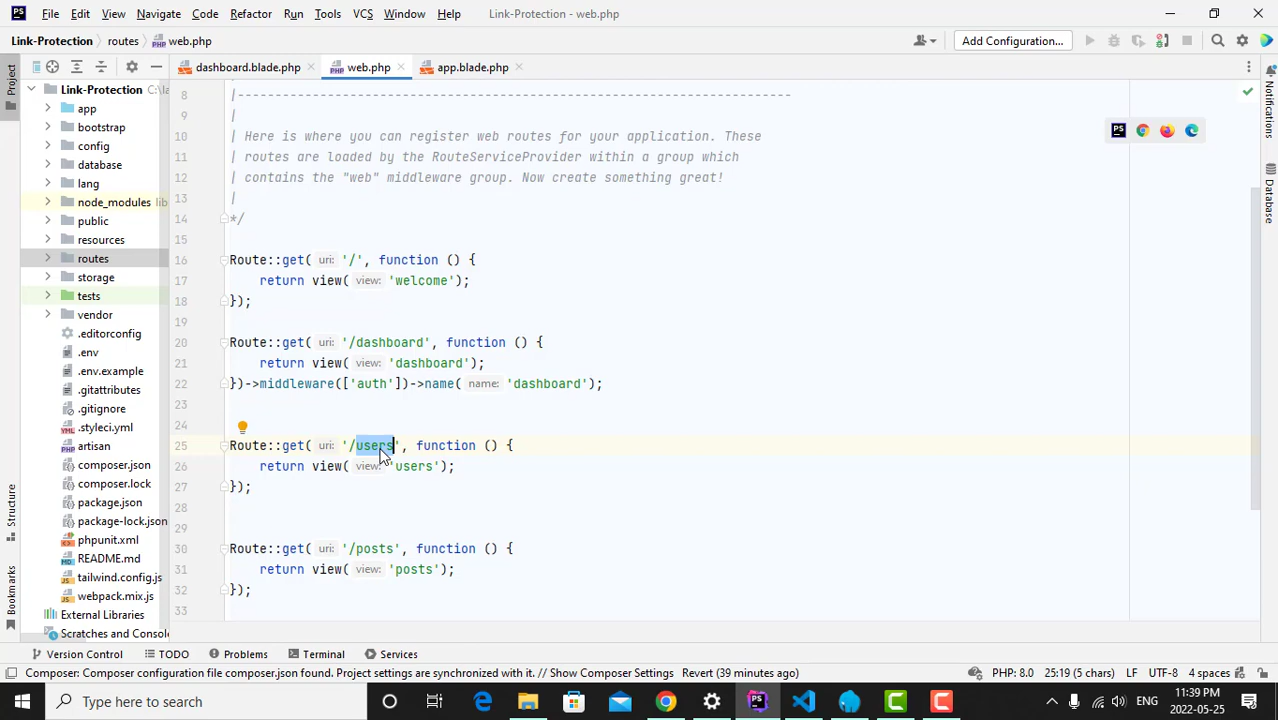 PS File Edit View Navigate Code Refactor Run Tools VCS Window Help Link-Protection - web.php
Link-Protection routes web.php Add Configuration...
Project
dashboard.blade.php web.php app.blade.php
Link-Protection C:\la
app
bootstrap
config
database
lang
node_modules lib
public
resources
routes
storage
tests
vendor
.editorconfig
.env
.env.example
.gitattributes
.gitignore
.styleci.yml
artisan
composer.json
composer.lock
package.json
package-lock.json
phpunit.xml
README.md
tailwind.config.js
webpack.mix.js
External Libraries
Scratches and Console
Structure
Bookmarks
8 |--------------------------------------------------------------------------
9 |
10 | Here is where you can register web routes for your application. These
11 | routes are loaded by the RouteServiceProvider within a group which
12 | contains the "web" middleware group. Now create something great!
13 |
14 */
15
16 Route::get( uri: '/', function () {
17 return view( view: 'welcome');
18 });
19
20 Route::get( uri: '/dashboard', function () {
21 return view( view: 'dashboard');
22 })->middleware(['auth'])->name( name: 'dashboard');
23
24
25 Route::get( uri: '/users', function () {
26 return view( view: 'users');
27 });
28
29
30 Route::get( uri: '/posts', function () {
31 return view( view: 'posts');
32 });
33
PS
Notifications
Database
Version Control TODO Problems Terminal Services
Composer: Composer configuration file composer.json found. Project settings are synchronized with it. // Show Composer Settings Revert (39 minutes ago) PHP: 8.0 25:19 (5 chars) LF UTF-8 4 spaces
Type here to search
ENG
11:39 PM
2022-05-25